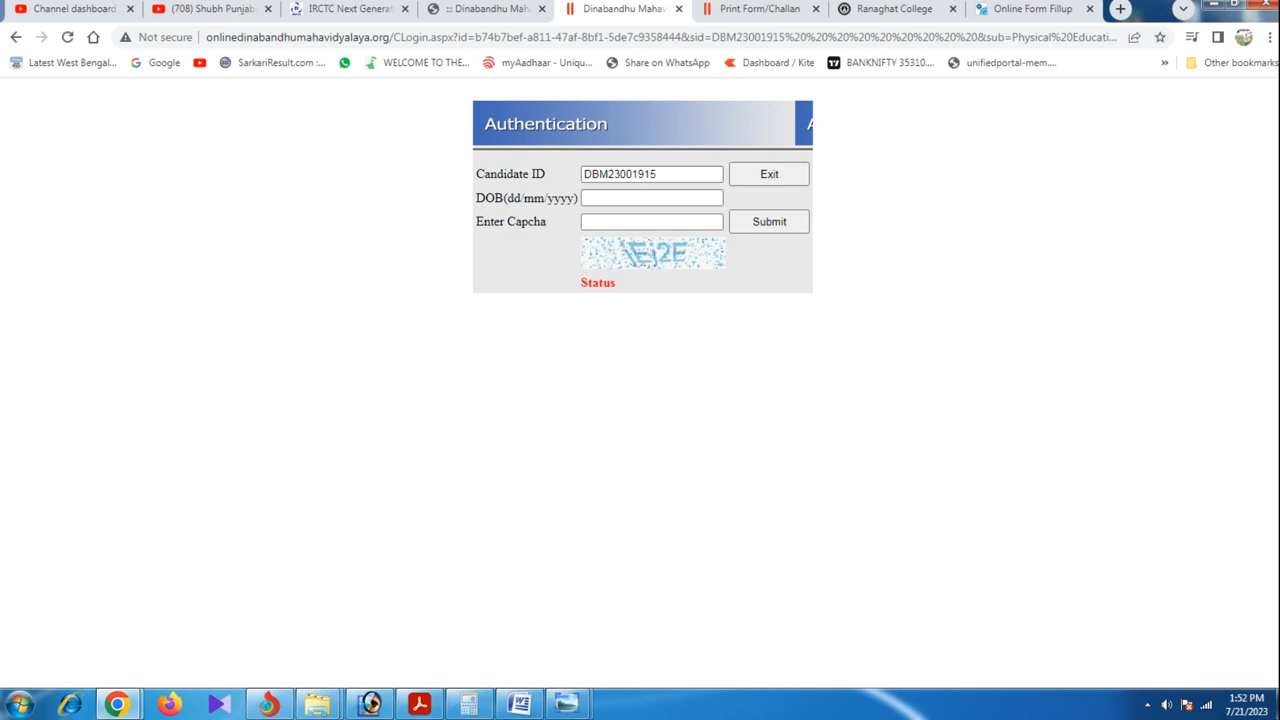 Channel dashboard
(708) Shubh Punjab
IRCTC Next Generat
::: Dinabandhu Mah
Dinabandhu Mahav
Print Form/Challan
Ranaghat College
Online Form Fillup
Not secure
onlinedinabandhumahavidyalaya.org/CLogin.aspx?id=b74b7bef-a811-47af-8bf1-5de7c9358444&sid=DBM23001915%20%20%20%20%20%20%20%20%20%20&sub=Physical%20Educati...
Latest West Bengal...
Google
SarkariResult.com :...
WELCOME TO THE...
myAadhaar - Uniqu...
Share on WhatsApp
Dashboard / Kite
BANKNIFTY 35310....
unifiedportal-mem....
»
Other bookmarks
Authentication
Candidate ID DBM23001915 Exit
DOB(dd/mm/yyyy)
Enter Capcha Submit
Status
1:52 PM
7/21/2023